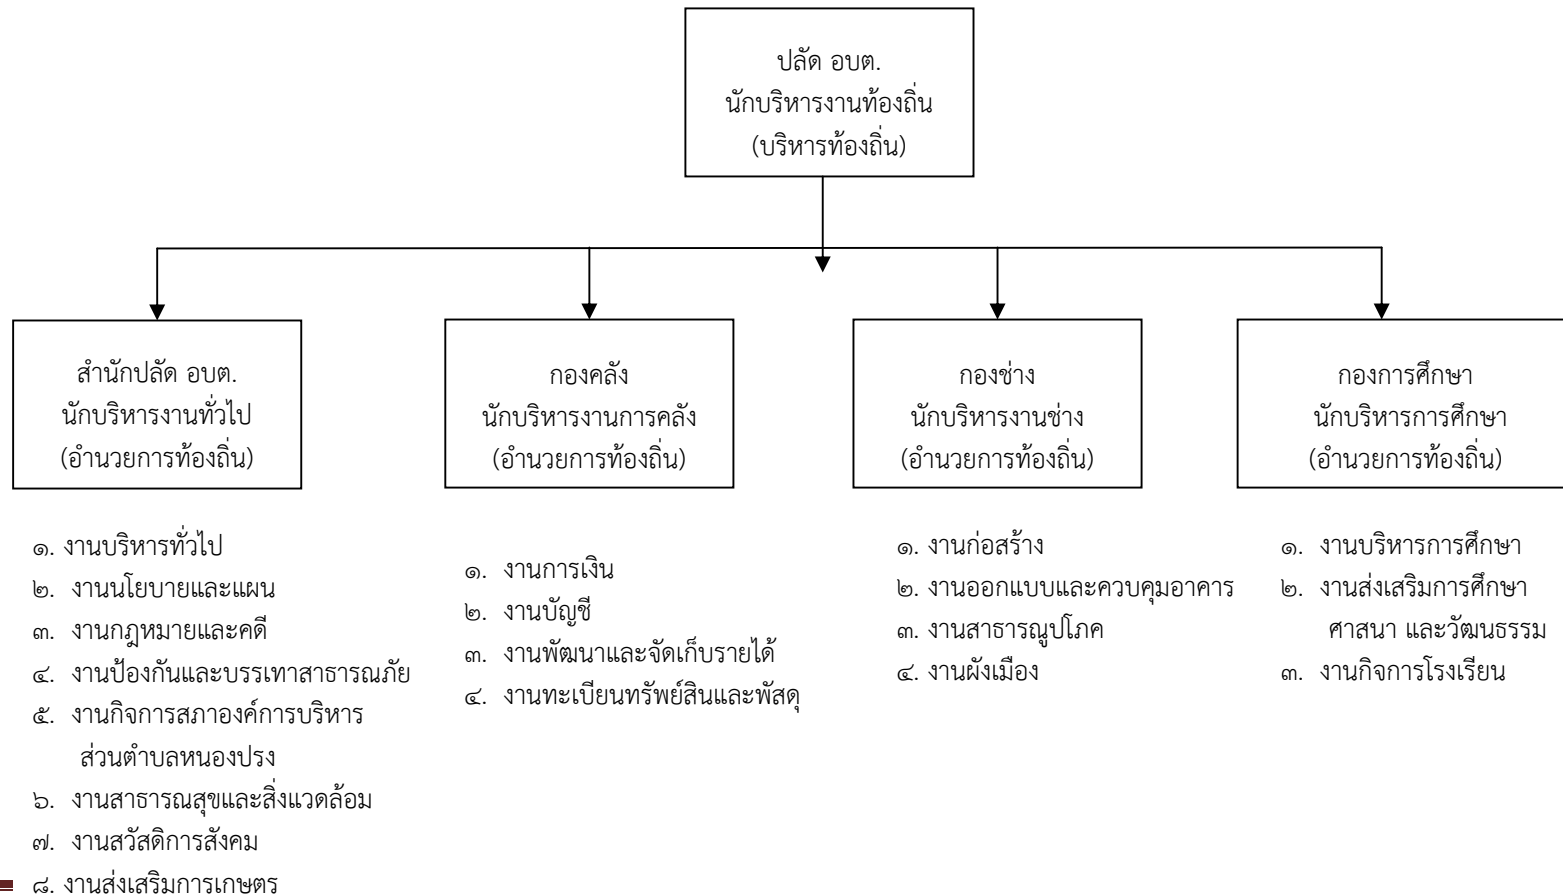 ปลัด อบต.
นักบริหารงานท้องถิ่น
(บริหารท้องถิ่น)
สำนักปลัด อบต.
นักบริหารงานทั่วไป
(อำนวยการท้องถิ่น)
กองคลัง
นักบริหารงานการคลัง
(อำนวยการท้องถิ่น)
กองช่าง
นักบริหารงานช่าง
(อำนวยการท้องถิ่น)
กองการศึกษา
นักบริหารการศึกษา
(อำนวยการท้องถิ่น)
๑. งานบริหารทั่วไป
๒. งานนโยบายและแผน
๓. งานกฎหมายและคดี
๔. งานป้องกันและบรรเทาสาธารณภัย
๕. งานกิจการสภาองค์การบริหาร
ส่วนตำบลหนองปรง
๖. งานสาธารณสุขและสิ่งแวดล้อม
๗. งานสวัสดิการสังคม
๘. งานส่งเสริมการเกษตร
๑. งานการเงิน
๒. งานบัญชี
๓. งานพัฒนาและจัดเก็บรายได้
๔. งานทะเบียนทรัพย์สินและพัสดุ
๑. งานก่อสร้าง
๒. งานออกแบบและควบคุมอาคาร
๓. งานสาธารณูปโภค
๔. งานผังเมือง
๑. งานบริหารการศึกษา
๒. งานส่งเสริมการศึกษา
ศาสนา และวัฒนธรรม
๓. งานกิจการโรงเรียน